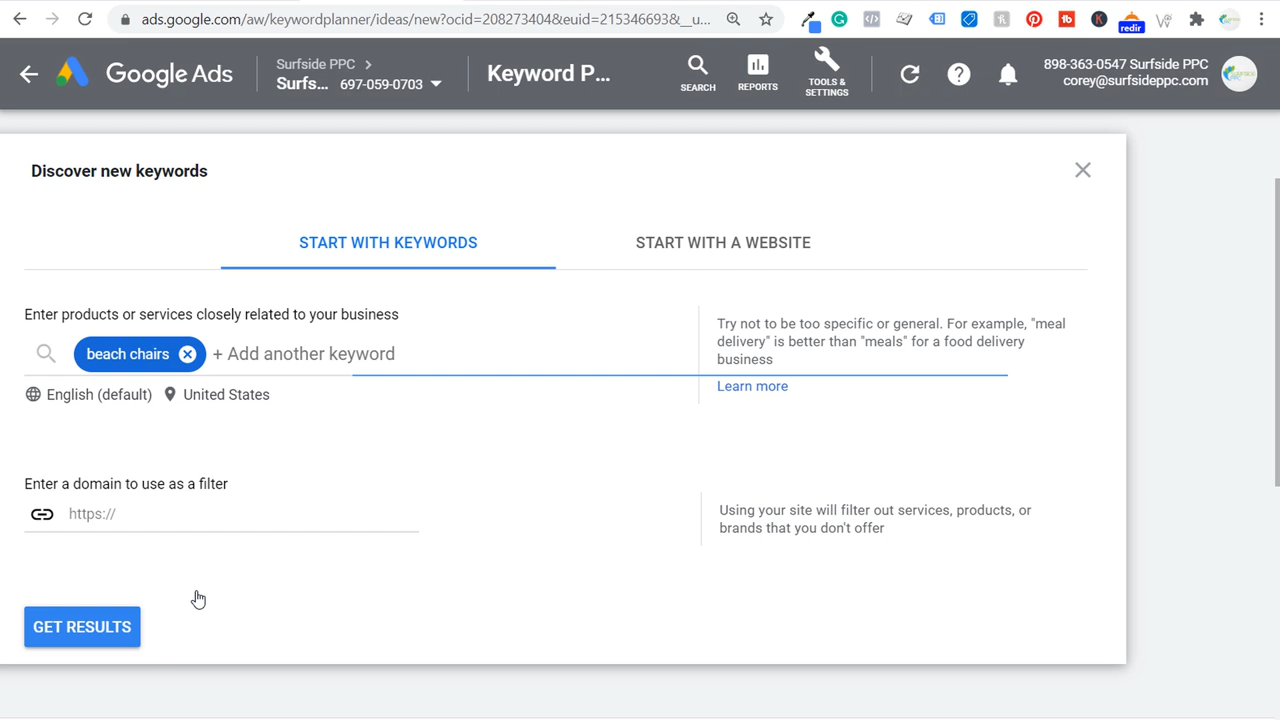 ads.google.com/aw/keywordplanner/ideas/new?ocid=208273404&euid=215346693&__u...
redir
Google Ads
Surfside PPC
Surfs... 697-059-0703
Keyword P...
SEARCH
REPORTS
TOOLS &
SETTINGS
898-363-0547 Surfside PPC
corey@surfsideppc.com
Discover new keywords
START WITH KEYWORDS
START WITH A WEBSITE
Enter products or services closely related to your business
beach chairs + Add another keyword
English (default) United States
Try not to be too specific or general. For example, "meal
delivery" is better than "meals" for a food delivery
business
Learn more
Enter a domain to use as a filter
https://
Using your site will filter out services, products, or
brands that you don't offer
GET RESULTS